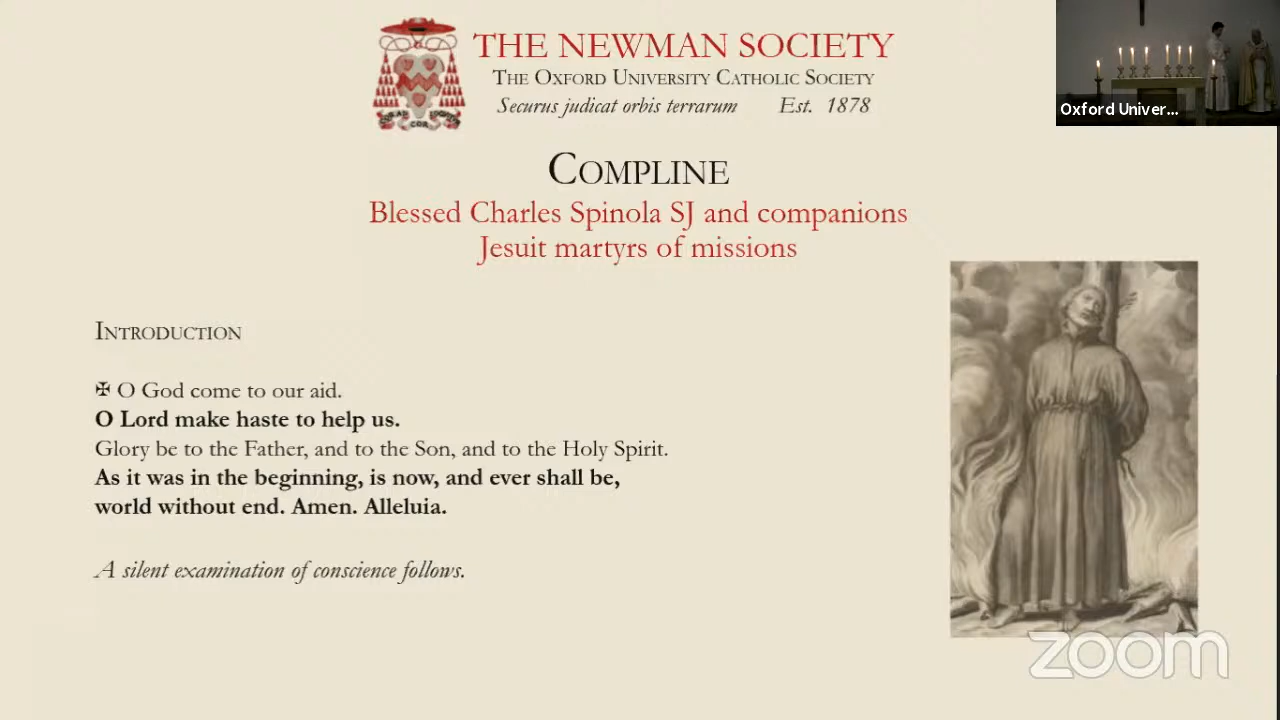 THE NEWMAN SOCIETY
THE OXFORD UNIVERSITY CATHOLIC SOCIETY
Securus judicat orbis terrarum Est. 1878
Oxford Univer...
COMPLINE
Blessed Charles Spinola SJ and companions
Jesuit martyrs of missions
INTRODUCTION
✠ O God come to our aid.
O Lord make haste to help us.
Glory be to the Father, and to the Son, and to the Holy Spirit.
As it was in the beginning, is now, and ever shall be,
world without end. Amen. Alleluia.
A silent examination of conscience follows.
zoom